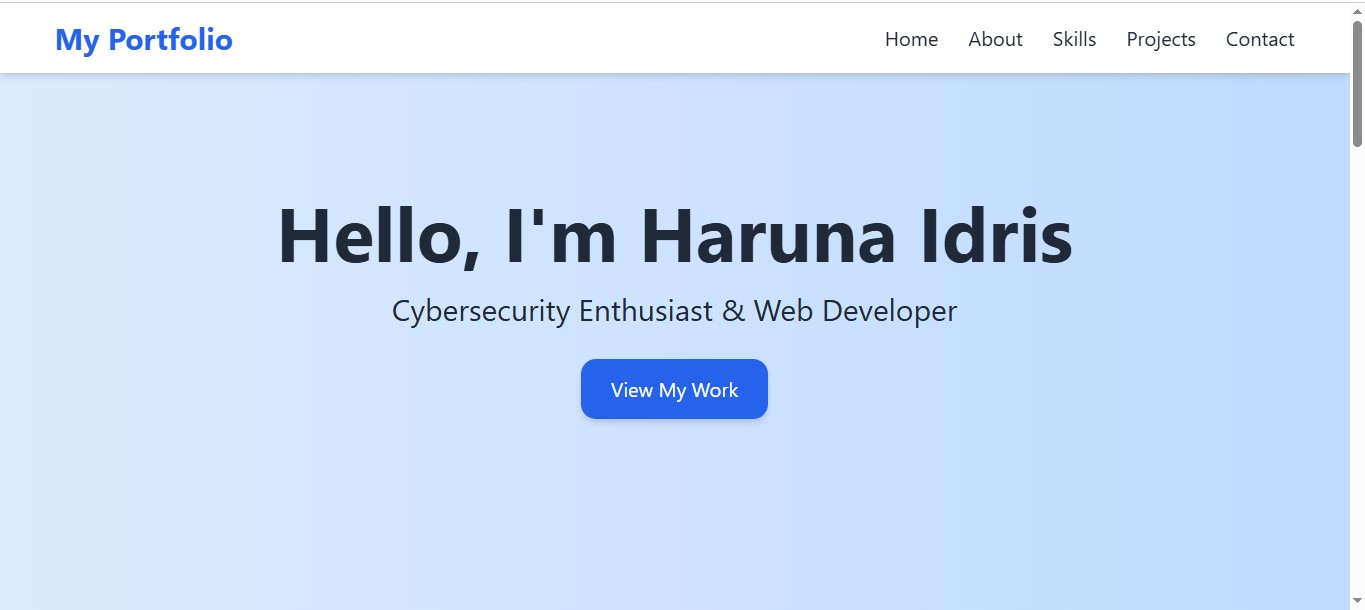 My Portfolio
Home About Skills Projects Contact
Hello, I'm Haruna Idris
Cybersecurity Enthusiast & Web Developer
View My Work